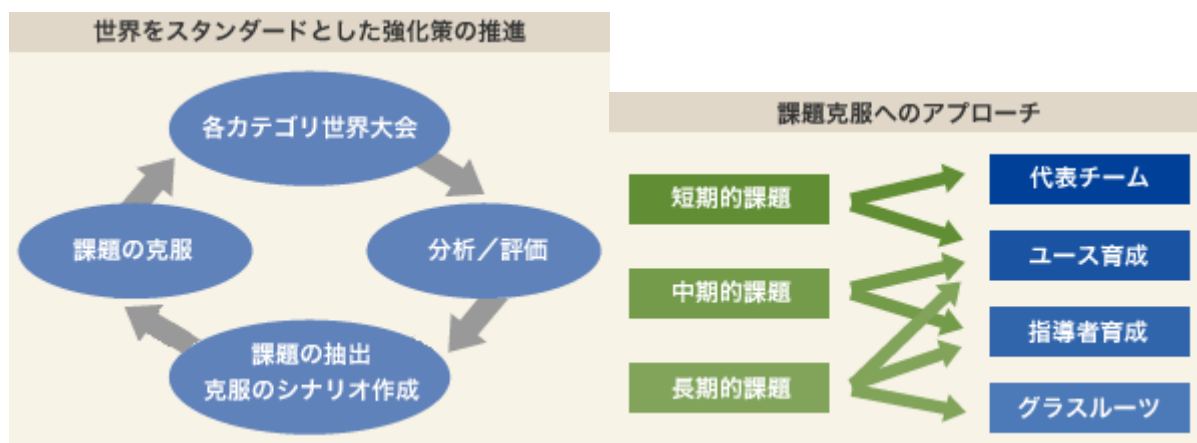 世界をスタンダードとした強化策の推進
各カテゴリ世界大会
分析／評価
課題の抽出
克服のシナリオ作成
課題の克服
課題克服へのアプローチ
短期的課題
中期的課題
長期的課題
代表チーム
ユース育成
指導者育成
グラスルーツ